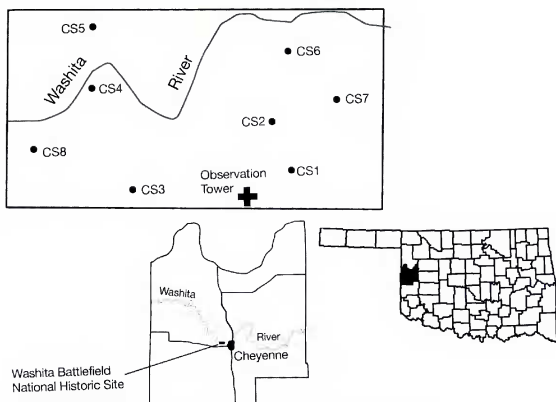 CS5
CS6
Washita
River
CS4
CS7
CS2
CS8
Observation
Tower
CS1
CS3
Washita
River
Cheyenne
Washita Battlefield
National Historic Site